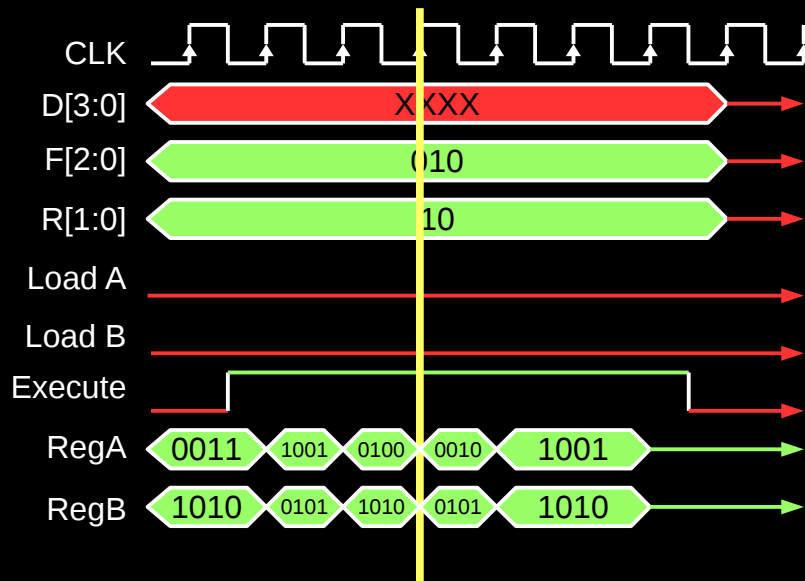 CLK
D[3:0] XXXX
F[2:0] 010
R[1:0] 10
Load A
Load B
Execute
RegA 0011 1001 0100 0010 1001
RegB 1010 0101 1010 0101 1010